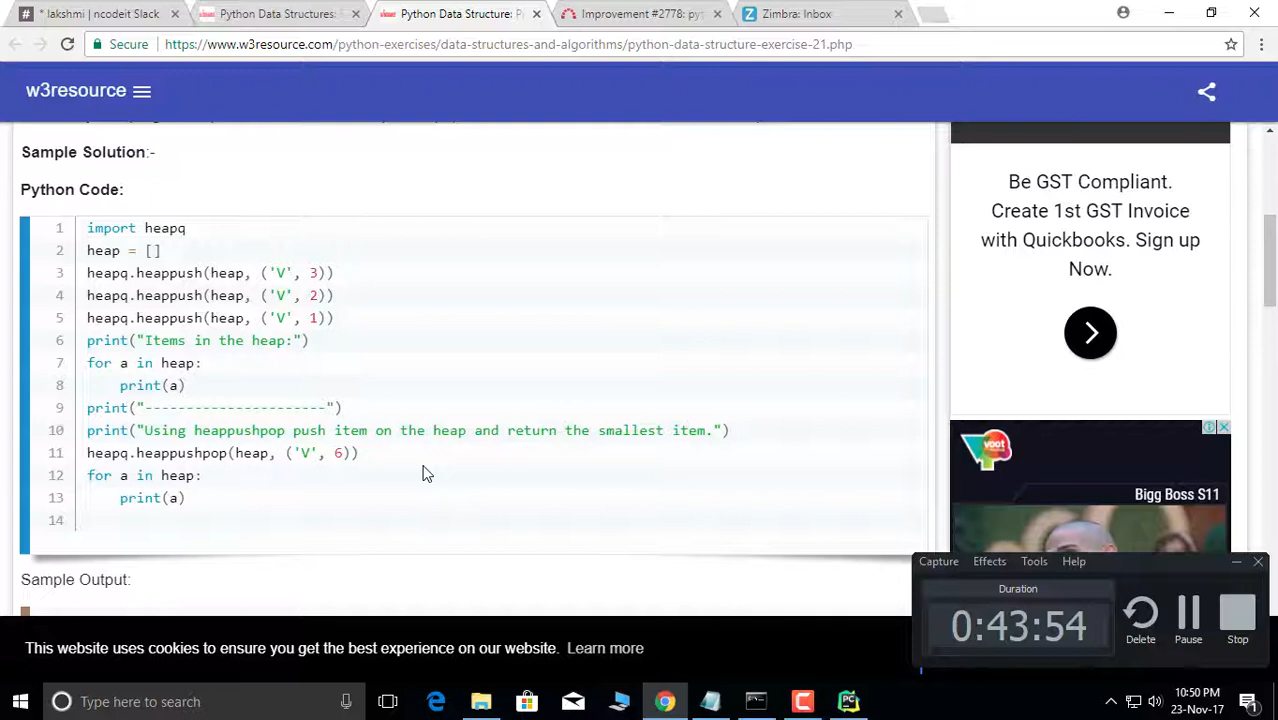 * lakshmi | ncodeit Slack
Python Data Structures:
Python Data Structure: P
Improvement #2778: pyt
Zimbra: Inbox
Secure
https://www.w3resource.com/python-exercises/data-structures-and-algorithms/python-data-structure-exercise-21.php
w3resource
Sample Solution:-
Python Code:
1 import heapq
2 heap = []
3 heapq.heappush(heap, ('V', 3))
4 heapq.heappush(heap, ('V', 2))
5 heapq.heappush(heap, ('V', 1))
6 print("Items in the heap:")
7 for a in heap:
8 print(a)
9 print("----------------------")
10 print("Using heappushpop push item on the heap and return the smallest item.")
11 heapq.heappushpop(heap, ('V', 6))
12 for a in heap:
13 print(a)
14
Sample Output:
Be GST Compliant.
Create 1st GST Invoice
with Quickbooks. Sign up
Now.
voot
Bigg Boss S11
Capture Effects Tools Help
Duration
0:43:54
Delete Pause Stop
This website uses cookies to ensure you get the best experience on our website. Learn more
Type here to search
10:50 PM
23-Nov-17